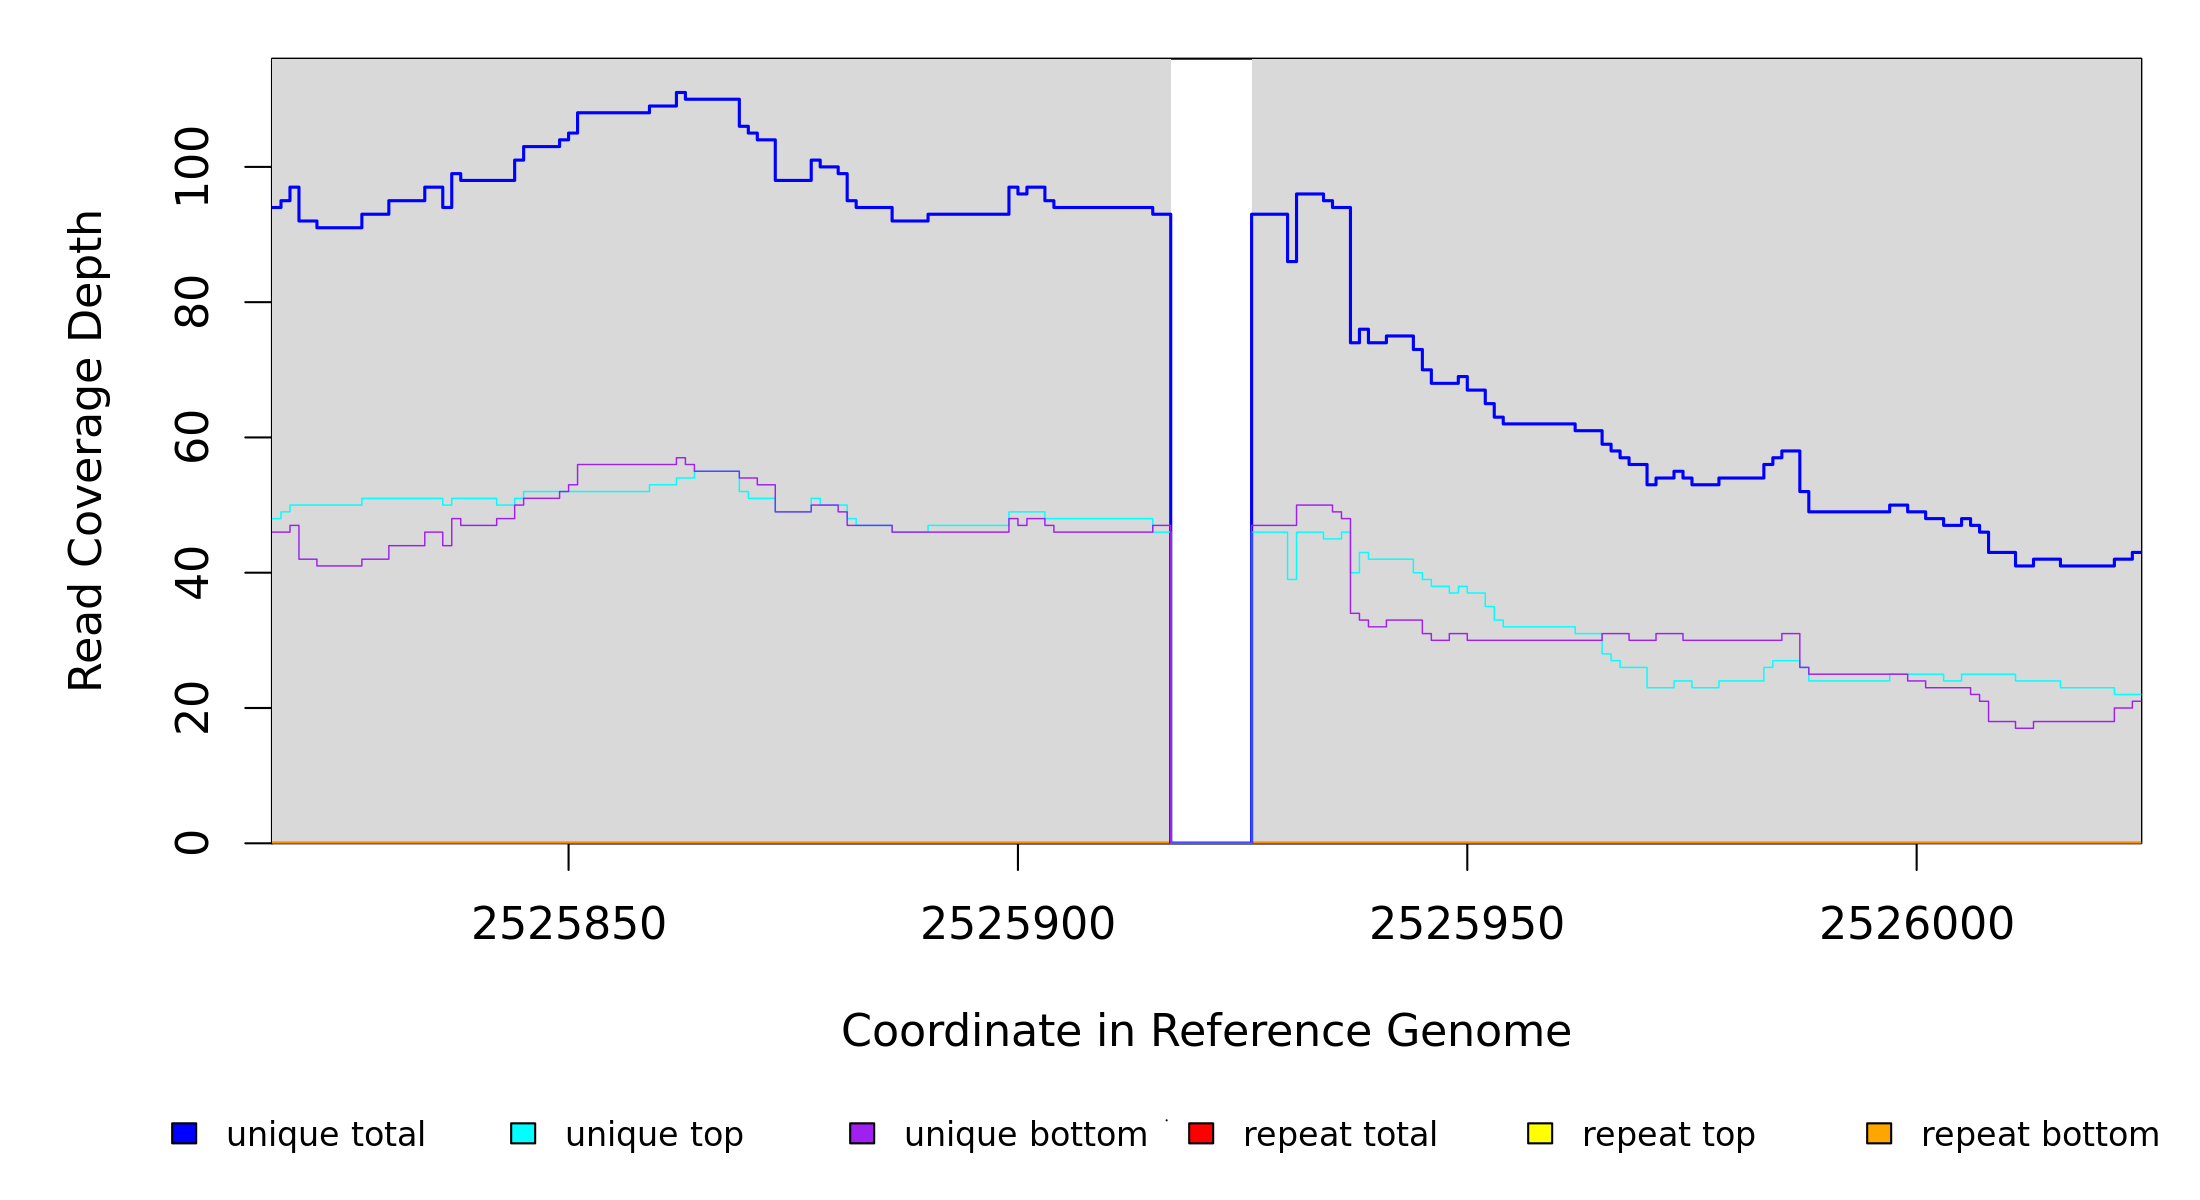 Read Coverage Depth
100
80
60
40
20
0
2525850 2525900 2525950 2526000
Coordinate in Reference Genome
unique total unique top unique bottom repeat total repeat top repeat bottom